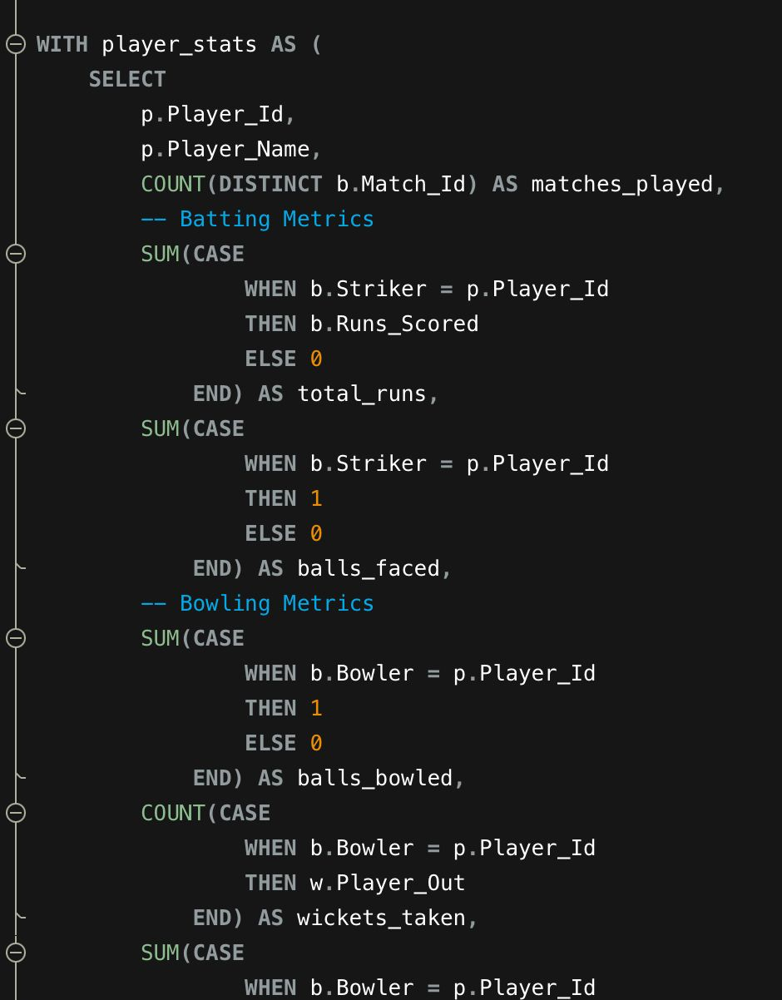 WITH player_stats AS (
    SELECT
        p.Player_Id,
        p.Player_Name,
        COUNT(DISTINCT b.Match_Id) AS matches_played,
        -- Batting Metrics
        SUM(CASE
                WHEN b.Striker = p.Player_Id
                THEN b.Runs_Scored
                ELSE 0
            END) AS total_runs,
        SUM(CASE
                WHEN b.Striker = p.Player_Id
                THEN 1
                ELSE 0
            END) AS balls_faced,
        -- Bowling Metrics
        SUM(CASE
                WHEN b.Bowler = p.Player_Id
                THEN 1
                ELSE 0
            END) AS balls_bowled,
        COUNT(CASE
                WHEN b.Bowler = p.Player_Id
                THEN w.Player_Out
            END) AS wickets_taken,
        SUM(CASE
                WHEN b.Bowler = p.Player_Id